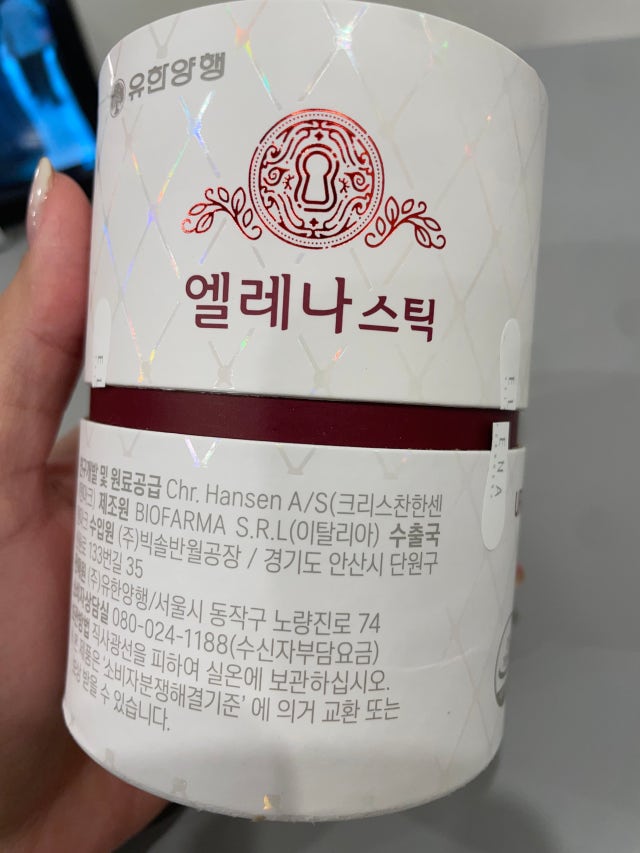 유한양행
엘레나스틱
및 원료공급 Chr. Hansen A/S(크리스찬한센
제조원 BIOFARMA S.R.L(이탈리아) 수출국
수입원 (주)빅솔반월공장 / 경기도 안산시 단원구
133번길 35
(주)유한양행/서울시 동작구 노량진로 74
080-024-1188(수신자부담요금)
직사광선을 피하여 실온에 보관하십시오.
제품은 '소비자분쟁해결기준' 에 의거 교환 또는
받을 수 있습니다.
ENA